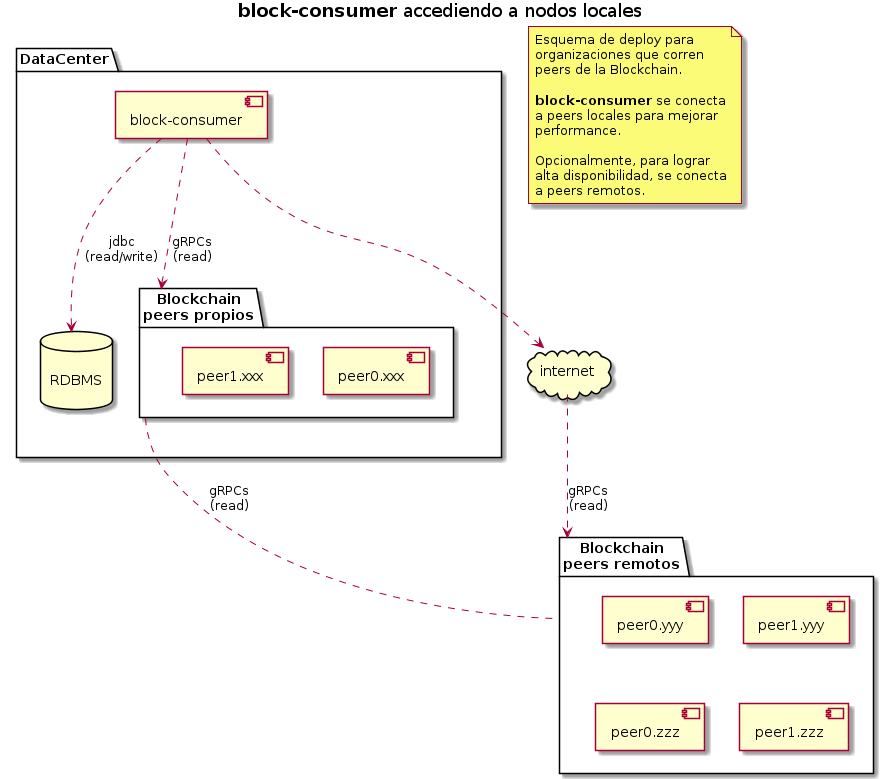 block-consumer accediendo a nodos locales
Esquema de deploy para
organizaciones que corren
peers de la Blockchain.
block-consumer se conecta
a peers locales para mejorar
performance.
Opcionalmente, para lograr
alta disponibilidad, se conecta
a peers remotos.
DataCenter
block-consumer
jdbc
(read/write)
gRPCs
(read)
Blockchain
peers propios
peer1.xxx
peer0.xxx
RDBMS
internet
gRPCs
(read)
gRPCs
(read)
Blockchain
peers remotos
peer0.yyy
peer1.yyy
peer0.zzz
peer1.zzz